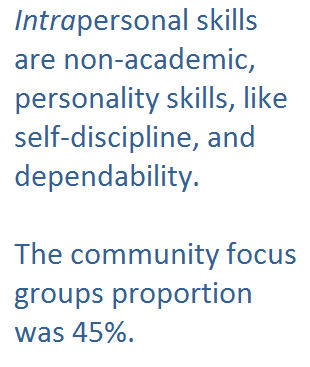 Intrapersonal skills
are non-academic,
personality skills, like
self-discipline, and
dependability.
The community focus
groups proportion
was 45%.